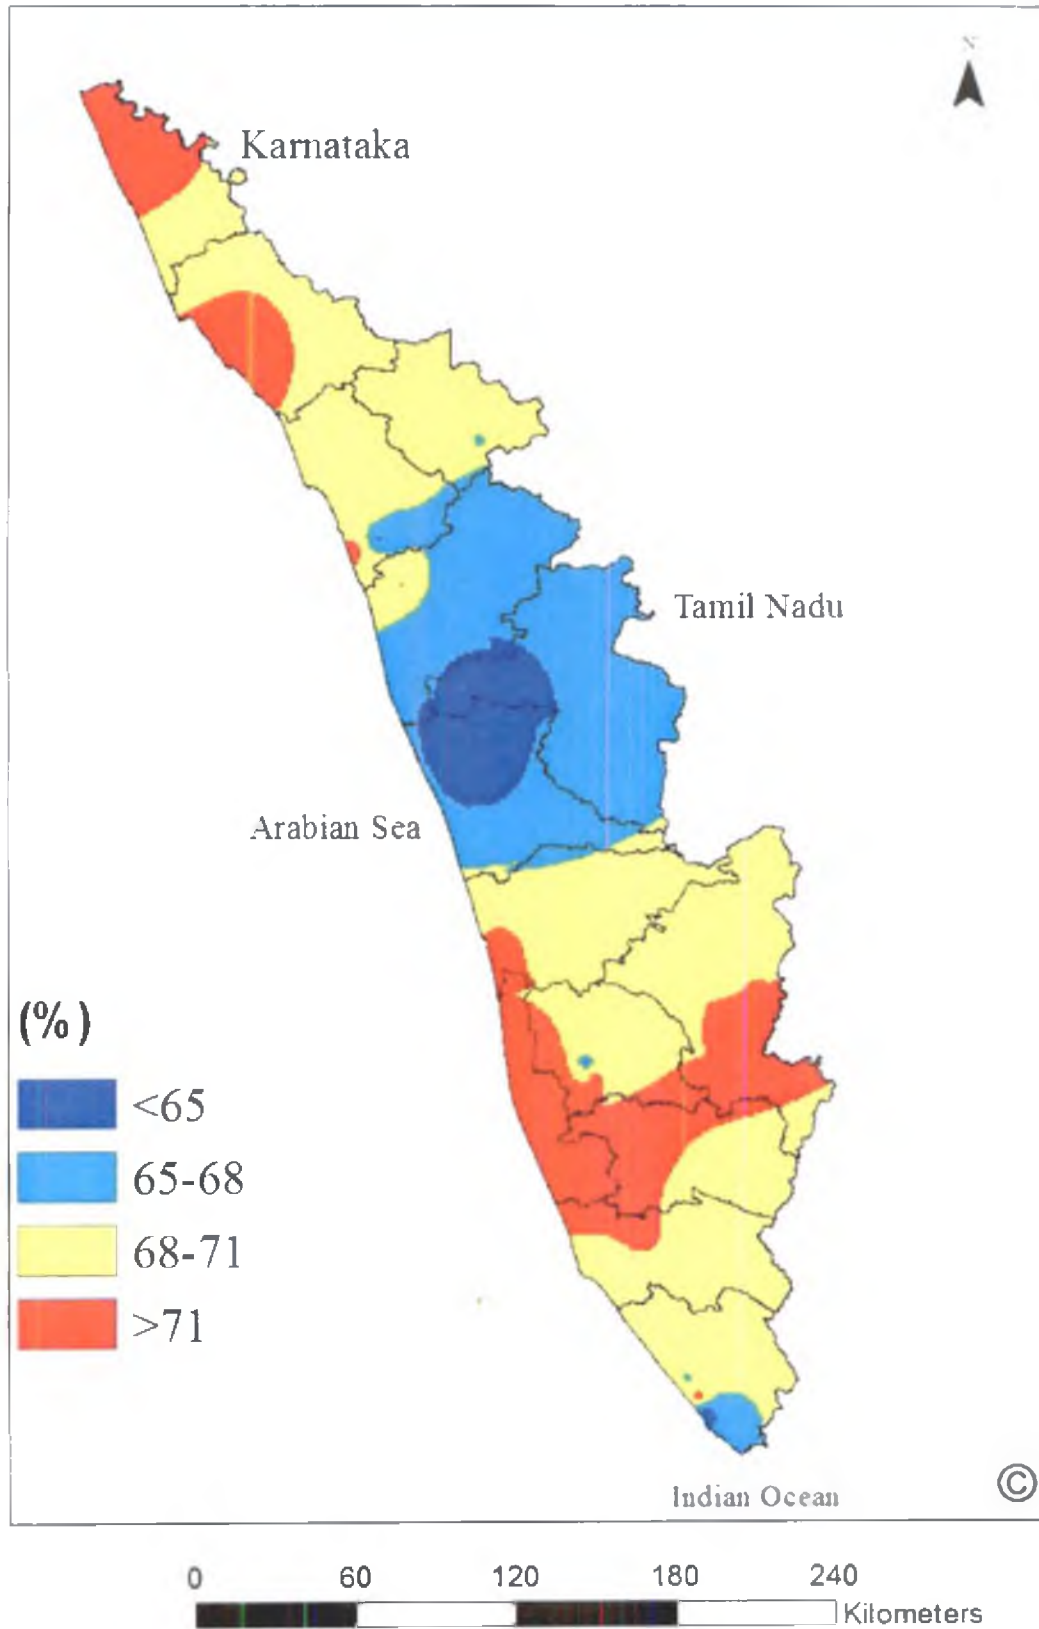 N
Karnataka
Tamil Nadu
Arabian Sea
(%)
<65
65-68
68-71
>71
Indian Ocean
©
0 60 120 180 240
Kilometers